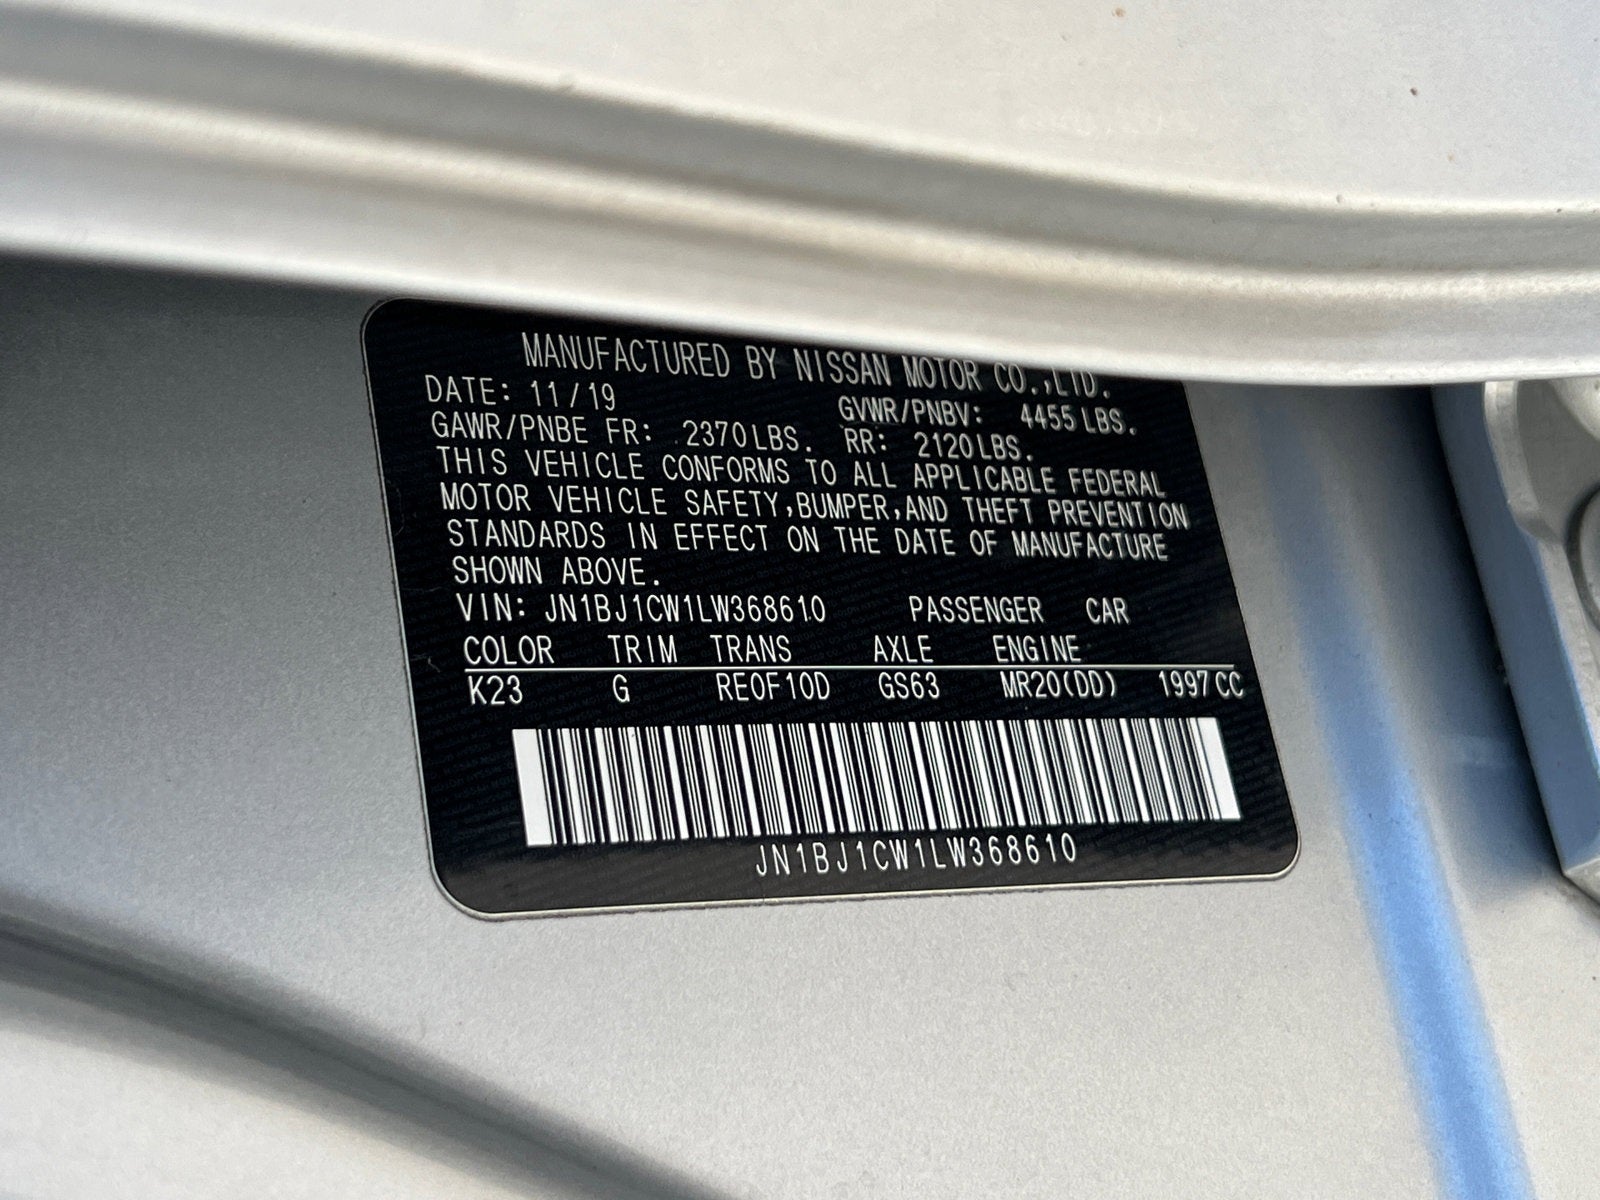 MANUFACTURED BY NISSAN MOTOR CO.,LTD.
DATE: 11/19 GVWR/PNBV: 4455 LBS.
GAWR/PNBE FR: 2370LBS. RR: 2120LBS.
THIS VEHICLE CONFORMS TO ALL APPLICABLE FEDERAL
MOTOR VEHICLE SAFETY,BUMPER,AND THEFT PREVENTION
STANDARDS IN EFFECT ON THE DATE OF MANUFACTURE
SHOWN ABOVE.
VIN: JN1BJ1CW1LW368610 PASSENGER CAR
COLOR TRIM TRANS AXLE ENGINE
K23 G RE0F10D GS63 MR20(DD) 1997 CC
JN1BJ1CW1LW368610